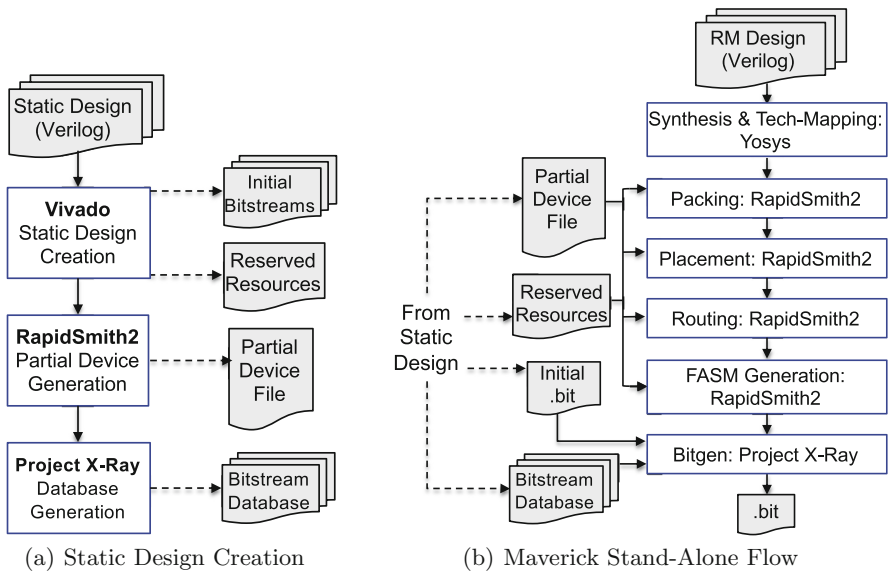 Static Design
(Verilog)
Vivado
Static Design
Creation
Initial
Bitstreams
Reserved
Resources
RapidSmith2
Partial Device
Generation
Partial
Device
File
Project X-Ray
Database
Generation
Bitstream
Database
(a) Static Design Creation
RM Design
(Verilog)
Synthesis & Tech-Mapping:
Yosys
Partial
Device
File
Packing: RapidSmith2
Placement: RapidSmith2
From
Static
Design
Reserved
Resources
Routing: RapidSmith2
Initial
.bit
FASM Generation:
RapidSmith2
Bitstream
Database
Bitgen: Project X-Ray
.bit
(b) Maverick Stand-Alone Flow